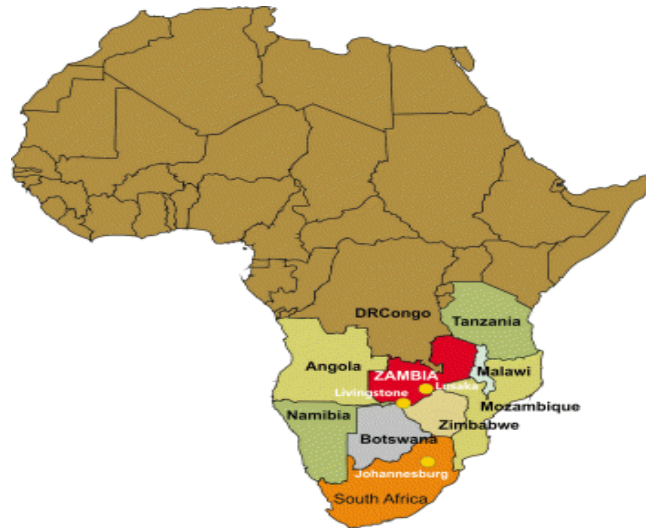 DRCongo
Tanzania
Angola
ZAMBIA
Malawi
Lusaka
Livingstone
Mozambique
Namibia
Zimbabwe
Botswana
Johannesburg
South Africa